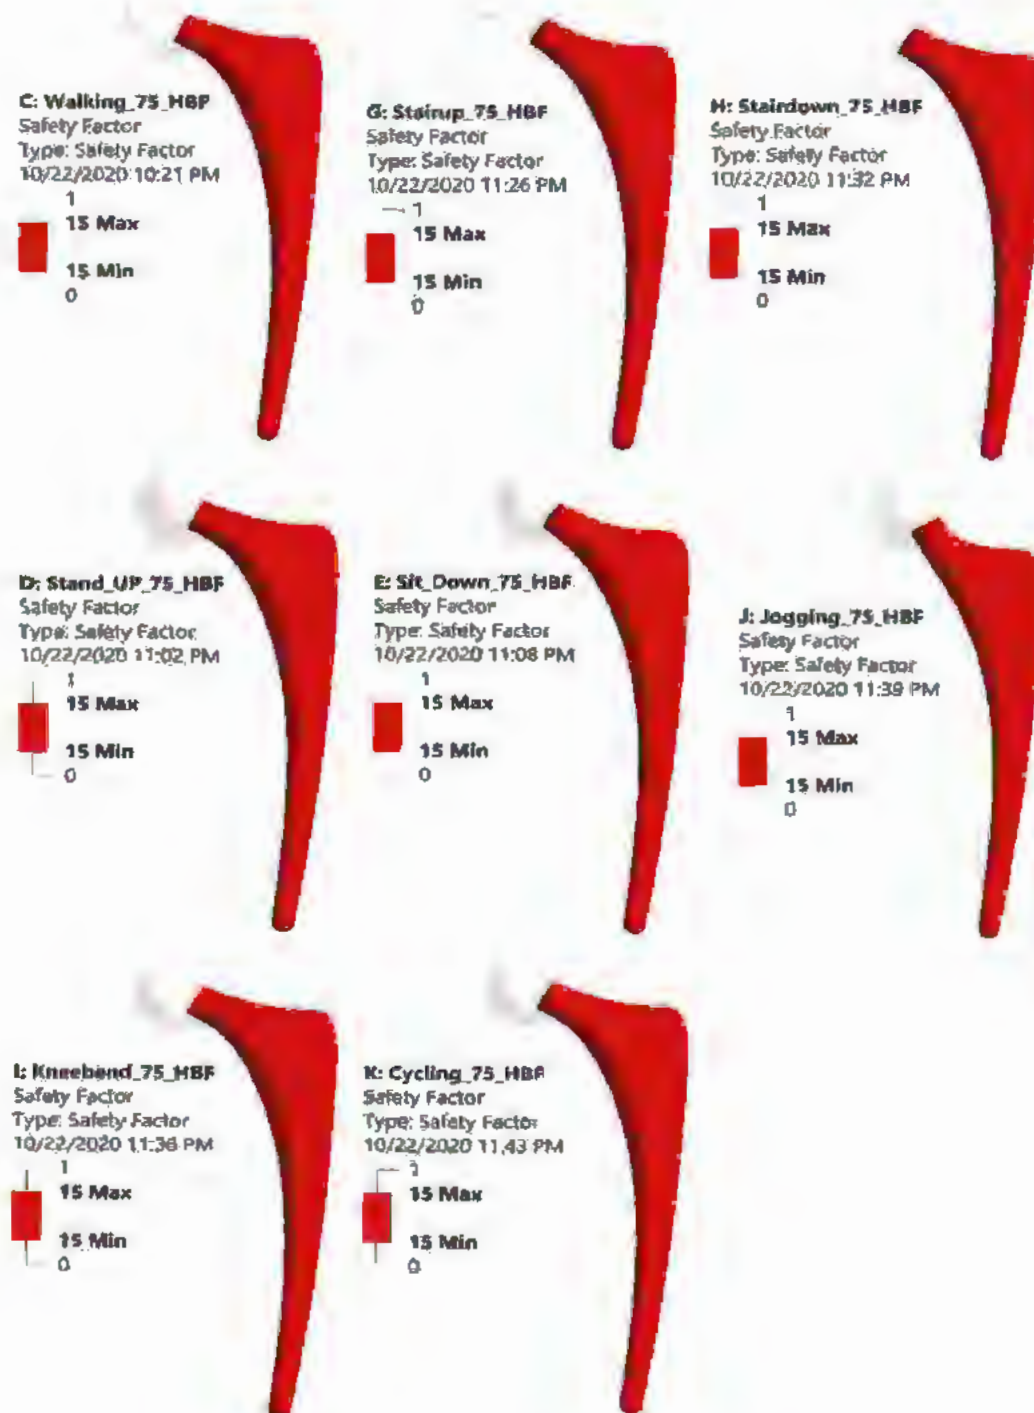 C: Walking_75_HBF
Safety Factor
Type: Safety Factor
10/22/2020 10:21 PM
1
15 Max
15 Min
0
G: Stairup_75_HBF
Safety Factor
Type: Safety Factor
10/22/2020 11:26 PM
1
15 Max
15 Min
0
H: Stairdown_75_HBF
Safety Factor
Type: Safety Factor
10/22/2020 11:32 PM
1
15 Max
15 Min
0
D: Stand_UP_75_HBF
Safety Factor
Type: Safety Factor
10/22/2020 11:02 PM
1
15 Max
15 Min
0
E: Sit_Down_75_HBF
Safety Factor
Type: Safety Factor
10/22/2020 11:08 PM
1
15 Max
15 Min
0
J: Jogging_75_HBF
Safety Factor
Type: Safety Factor
10/22/2020 11:39 PM
1
15 Max
15 Min
0
I: Kneebend_75_HBF
Safety Factor
Type: Safety Factor
10/22/2020 11:36 PM
1
15 Max
15 Min
0
K: Cycling_75_HBF
Safety Factor
Type: Safety Factor
10/22/2020 11:43 PM
1
15 Max
15 Min
0